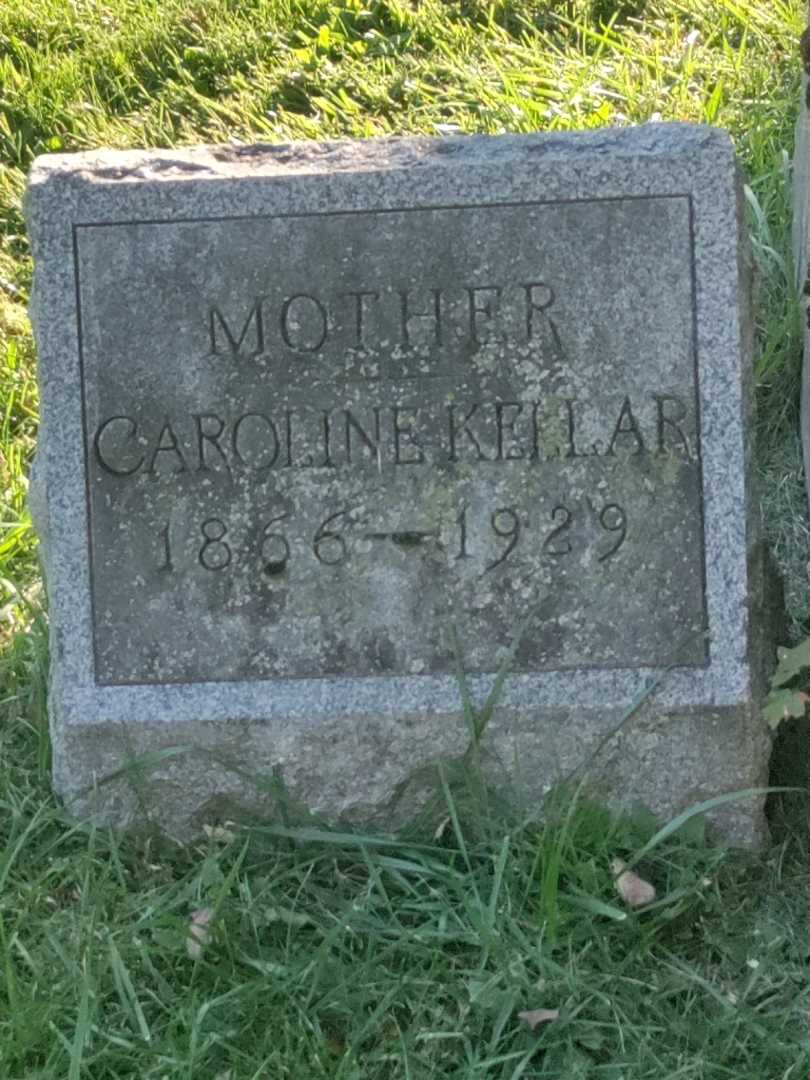 MOTHER
CAROLINE KELLAR
1866 — 1929